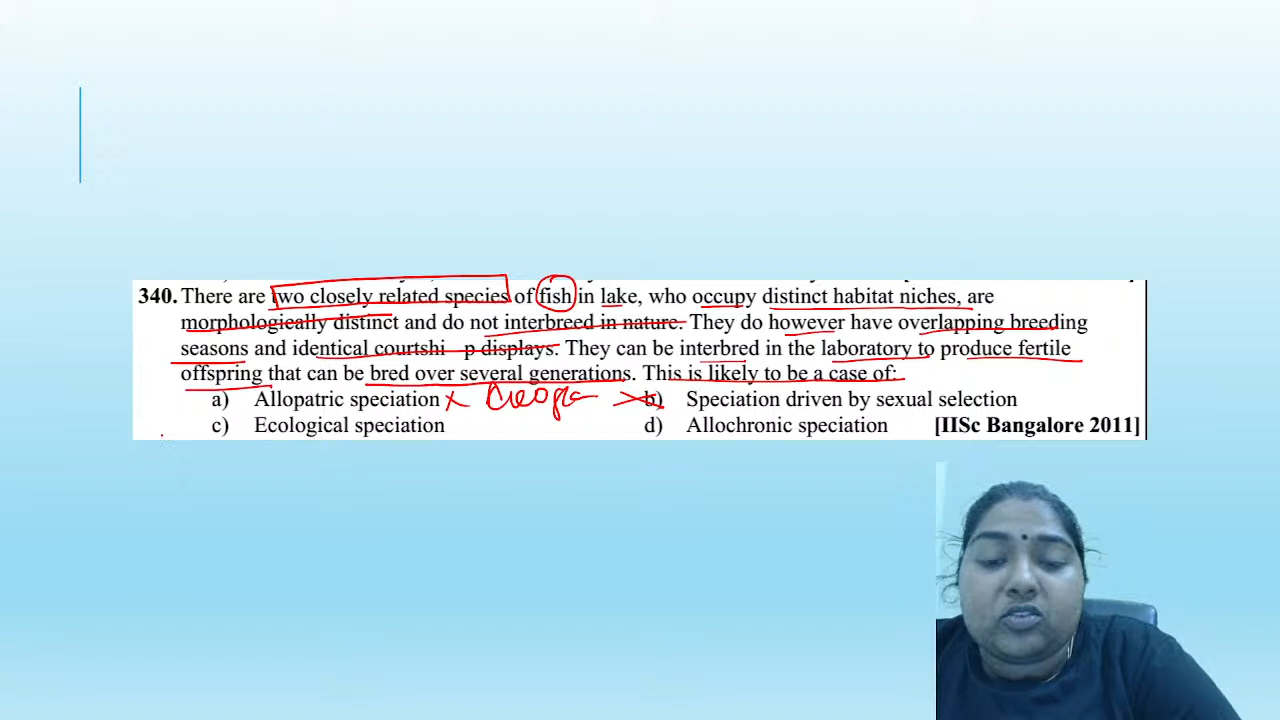 340. There are two closely related species of fish in lake, who occupy distinct habitat niches, are
morphologically distinct and do not interbreed in nature. They do however have overlapping breeding
seasons and identical courtshi p displays. They can be interbred in the laboratory to produce fertile
offspring that can be bred over several generations. This is likely to be a case of:
a) Allopatric speciation b) Speciation driven by sexual selection
c) Ecological speciation d) Allochronic speciation [IISc Bangalore 2011]